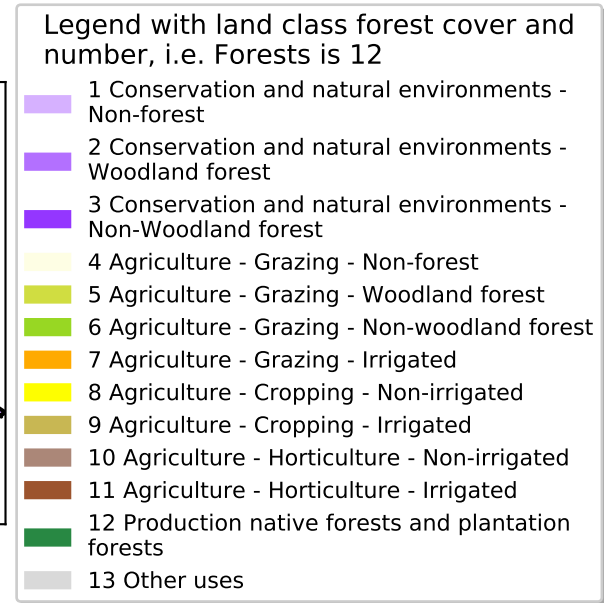 Legend with land class forest cover and
number, i.e. Forests is 12
1 Conservation and natural environments -
Non-forest
2 Conservation and natural environments -
Woodland forest
3 Conservation and natural environments -
Non-Woodland forest
4 Agriculture - Grazing - Non-forest
5 Agriculture - Grazing - Woodland forest
6 Agriculture - Grazing - Non-woodland forest
7 Agriculture - Grazing - Irrigated
8 Agriculture - Cropping - Non-irrigated
9 Agriculture - Cropping - Irrigated
10 Agriculture - Horticulture - Non-irrigated
11 Agriculture - Horticulture - Irrigated
12 Production native forests and plantation
forests
13 Other uses